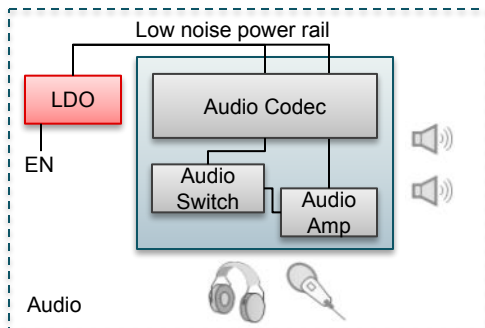 Low noise power rail
LDO
Audio Codec
EN
Audio
Switch
Audio
Amp
Audio